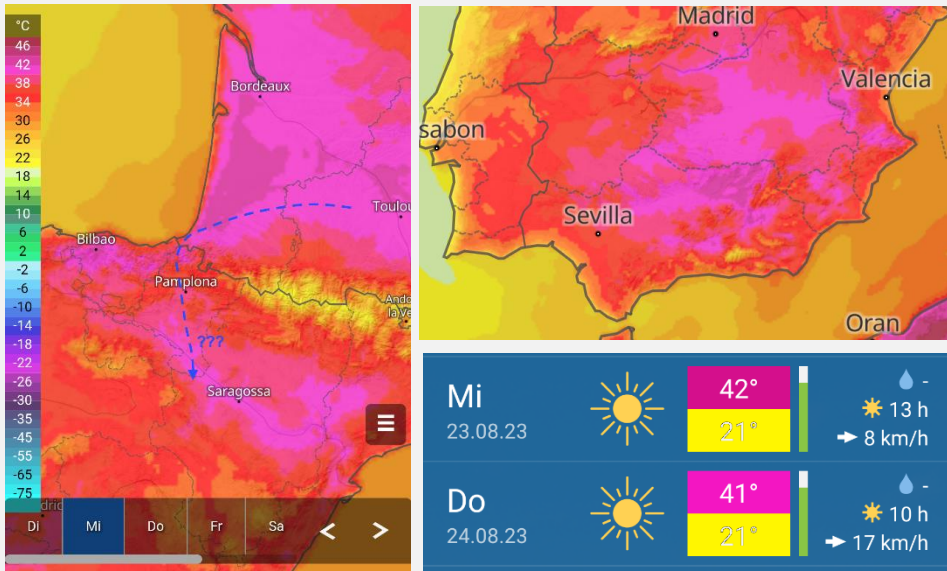 °C
46
42
38
34
30
26
22
18
14
10
6
2
-2
-6
-10
-14
-18
-22
-26
-30
-35
-45
-55
-65
-75
Bordeaux
Toulou
Bilbao
Pamplona
Ando
la Ve
???
Saragossa
drid
Di Mi Do Fr Sa < >
Madrid
Valencia
sabon
Sevilla
Oran
Mi
23.08.23
42°
21°
-
13 h
8 km/h
Do
24.08.23
41°
21°
-
10 h
17 km/h